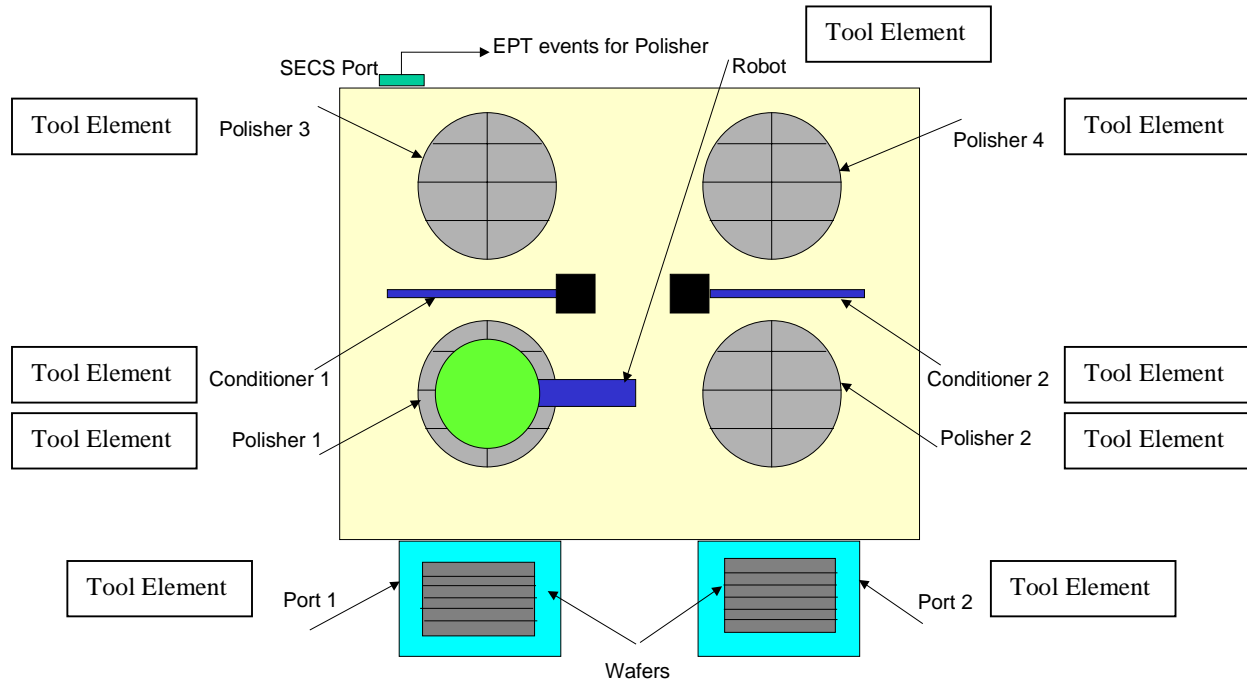 Tool Element
EPT events for Polisher
SECS Port
Robot
Tool Element
Polisher 3
Polisher 4
Tool Element
Tool Element
Conditioner 1
Conditioner 2
Tool Element
Tool Element
Polisher 1
Polisher 2
Tool Element
Tool Element
Port 1
Port 2
Tool Element
Wafers